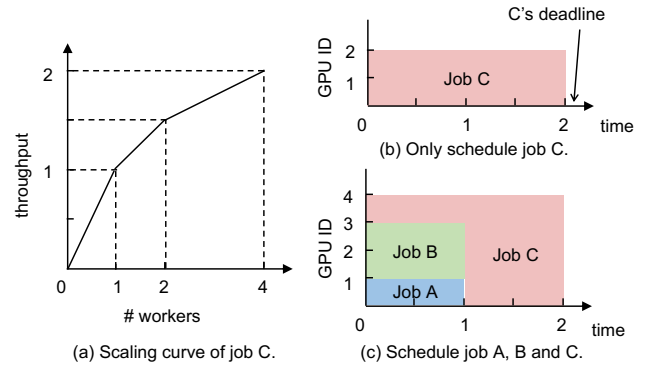 2
1
throughput
0
1
2
4
# workers
(a) Scaling curve of job C.
C's deadline
GPU ID
2
1
Job C
0
1
2
time
(b) Only schedule job C.
GPU ID
4
3
2
1
Job B
Job A
Job C
0
1
2
time
(c) Schedule job A, B and C.